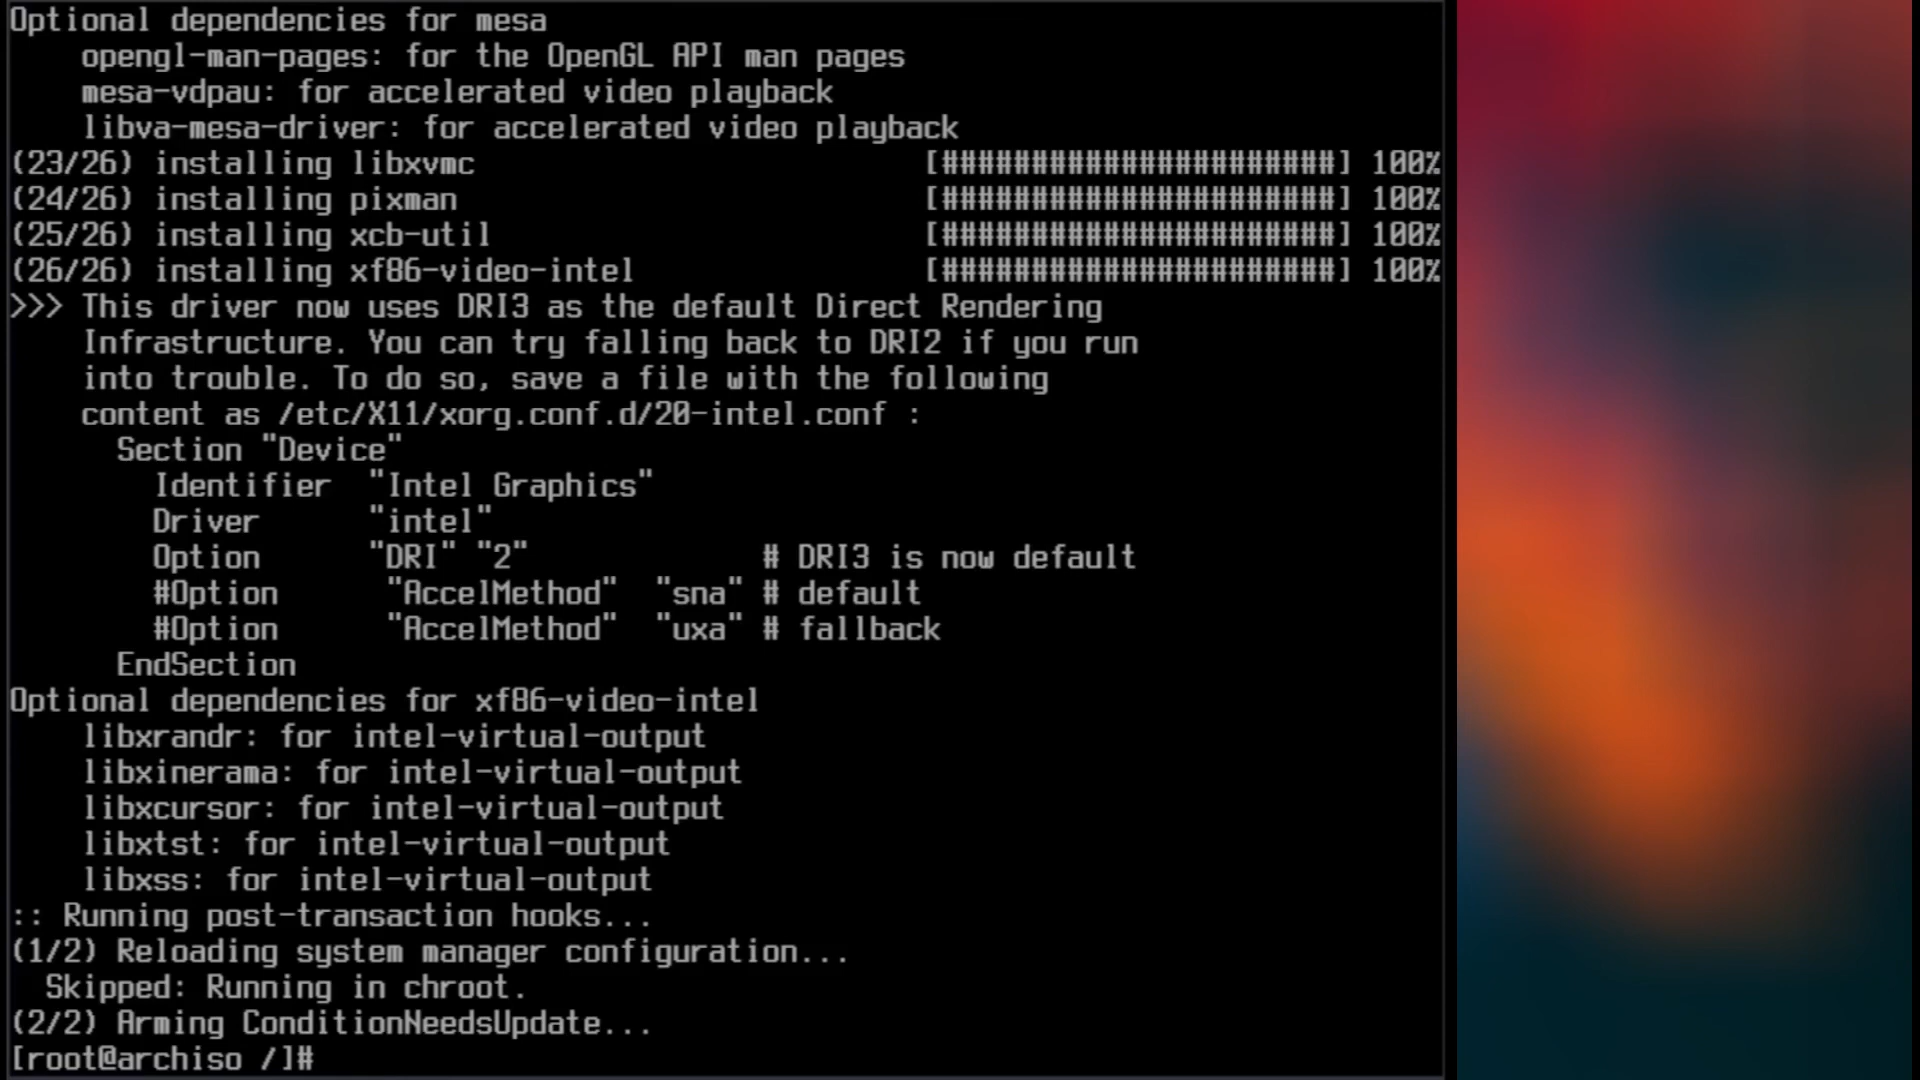 Optional dependencies for mesa
    opengl-man-pages: for the OpenGL API man pages
    mesa-vdpau: for accelerated video playback
    libva-mesa-driver: for accelerated video playback
(23/26) installing libxvmc                         [######################] 100%
(24/26) installing pixman                          [######################] 100%
(25/26) installing xcb-util                        [######################] 100%
(26/26) installing xf86-video-intel                [######################] 100%
>>> This driver now uses DRI3 as the default Direct Rendering
    Infrastructure. You can try falling back to DRI2 if you run
    into trouble. To do so, save a file with the following
    content as /etc/X11/xorg.conf.d/20-intel.conf :
      Section "Device"
        Identifier  "Intel Graphics"
        Driver      "intel"
        Option      "DRI" "2"             # DRI3 is now default
        #Option      "AccelMethod"  "sna" # default
        #Option      "AccelMethod"  "uxa" # fallback
      EndSection
Optional dependencies for xf86-video-intel
    libxrandr: for intel-virtual-output
    libxinerama: for intel-virtual-output
    libxcursor: for intel-virtual-output
    libxtst: for intel-virtual-output
    libxss: for intel-virtual-output
:: Running post-transaction hooks...
(1/2) Reloading system manager configuration...
  Skipped: Running in chroot.
(2/2) Arming ConditionNeedsUpdate...
[root@archiso /]#